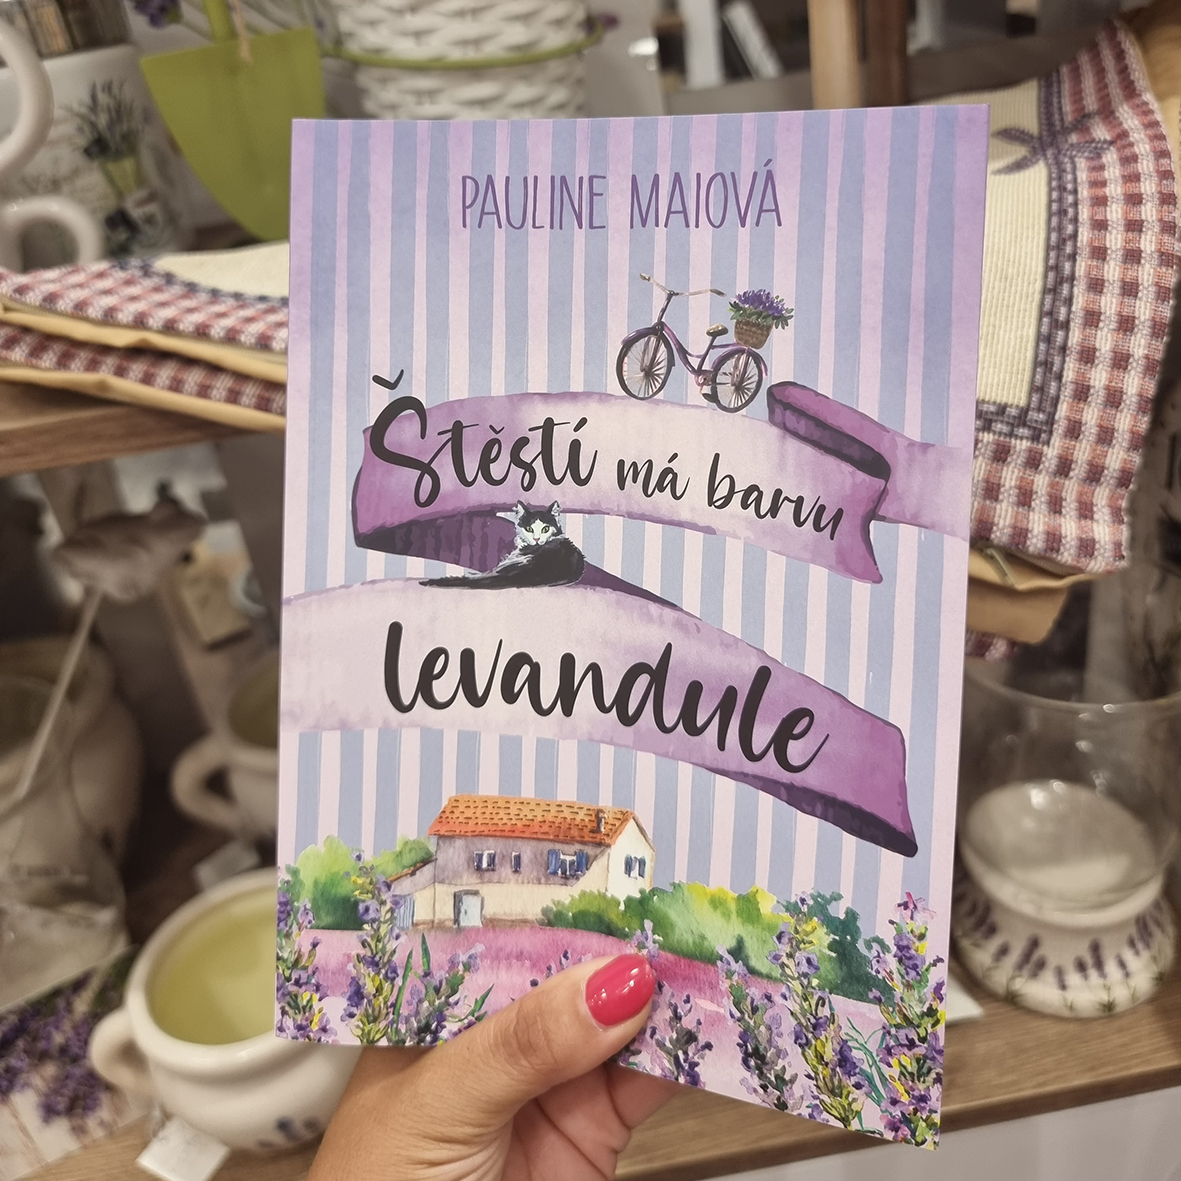 PAULINE MAIOVÁ
Štěstí má barvu
levandule